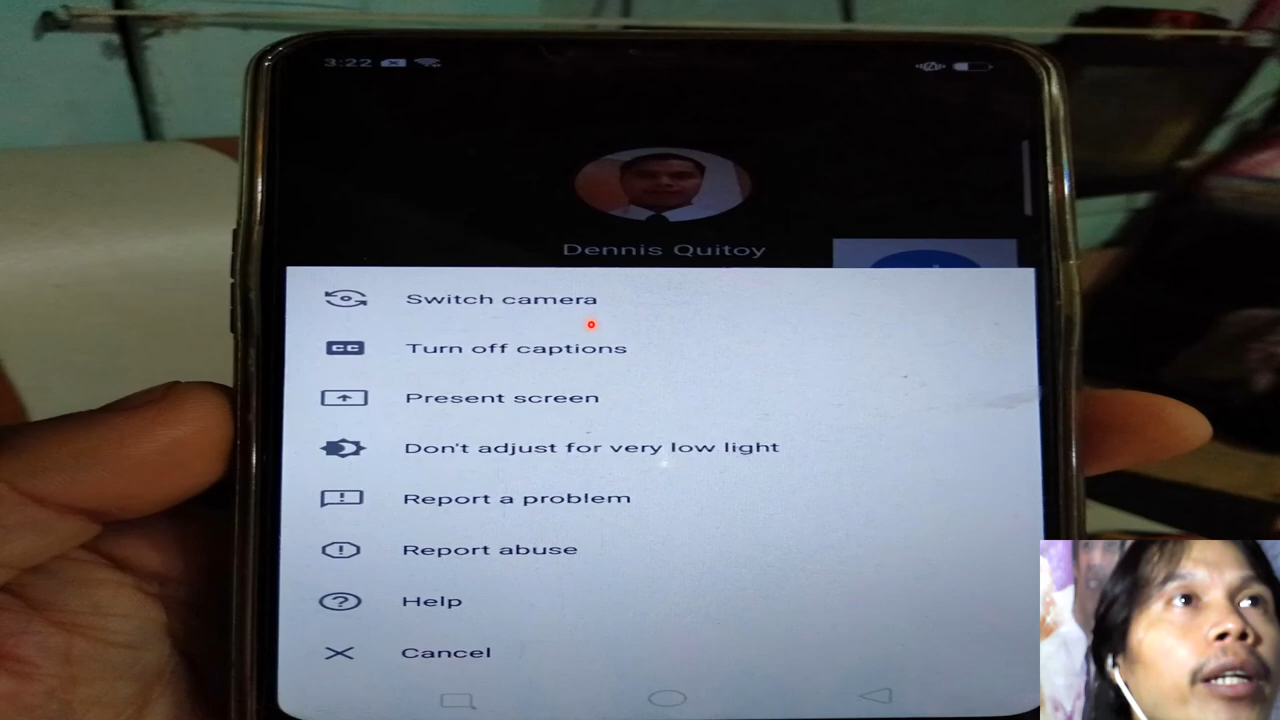 3:22
Dennis Quitoy
Switch camera
CC Turn off captions
Present screen
Don't adjust for very low light
Report a problem
Report abuse
Help
Cancel